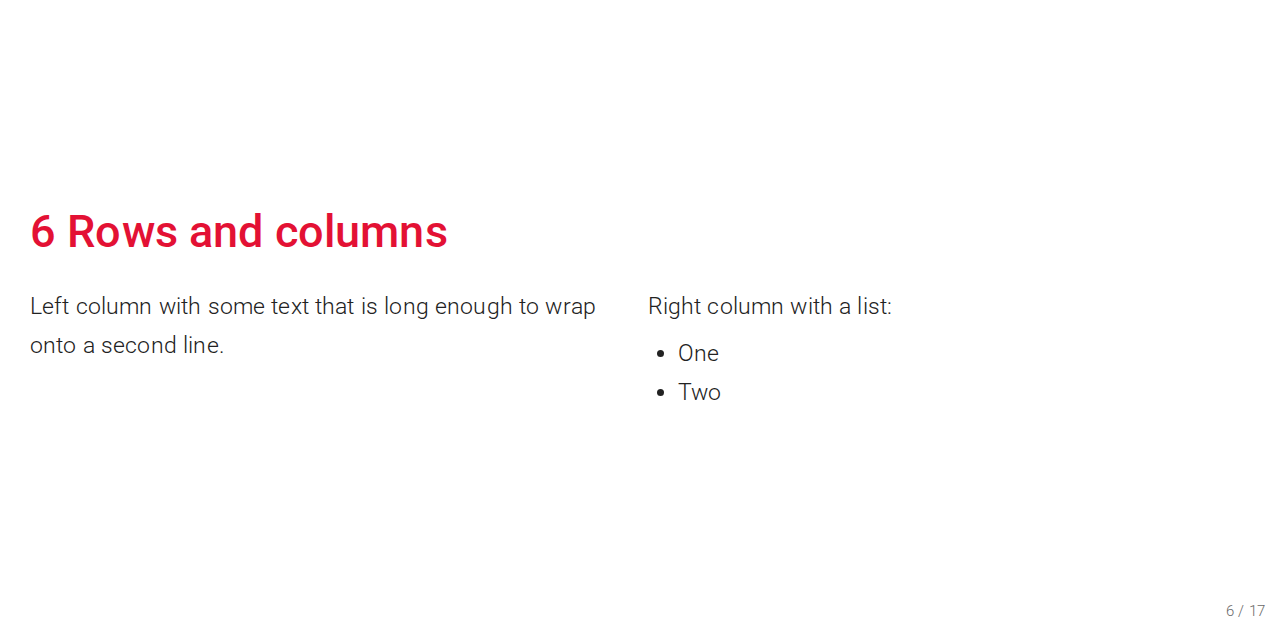 6 Rows and columns
Left column with some text that is long enough to wrap
onto a second line.
Right column with a list:
• One
• Two
6 / 17